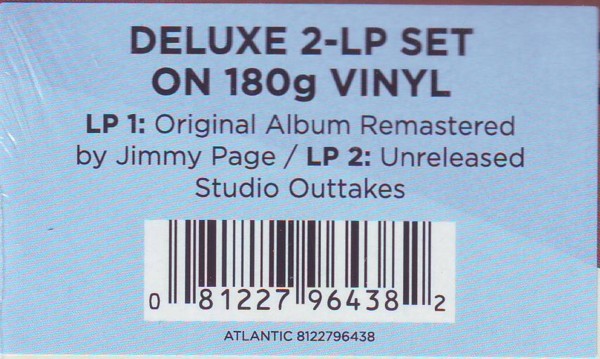 DELUXE 2-LP SET
ON 180g VINYL
LP 1: Original Album Remastered
by Jimmy Page / LP 2: Unreleased
Studio Outtakes
0 81227 96438 2
ATLANTIC 8122796438